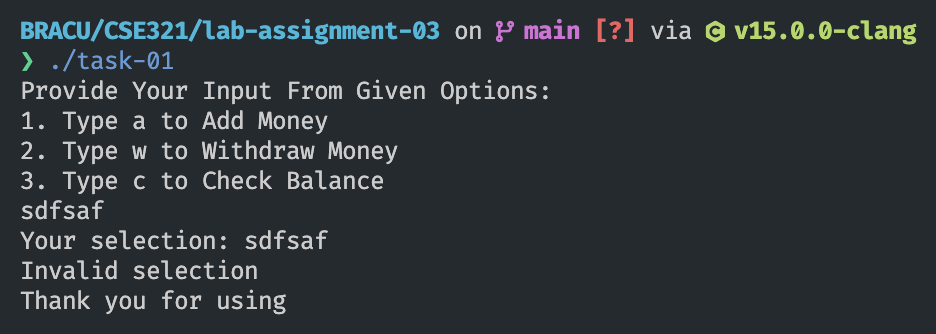 BRACU/CSE321/lab-assignment-03 on main [?] via C v15.0.0-clang
❯ ./task-01
Provide Your Input From Given Options:
1. Type a to Add Money
2. Type w to Withdraw Money
3. Type c to Check Balance
sdfsaf
Your selection: sdfsaf
Invalid selection
Thank you for using